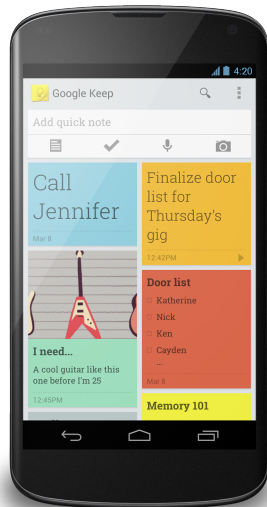 4:20
Google Keep
Add quick note
Call
Jennifer
Mar 8
Finalize door
list for
Thursday's
gig
12:42PM
Door list
Katherine
Nick
Ken
Cayden
...
Mar 8
I need...
A cool guitar like this
one before I'm 25
12:45PM
Memory 101